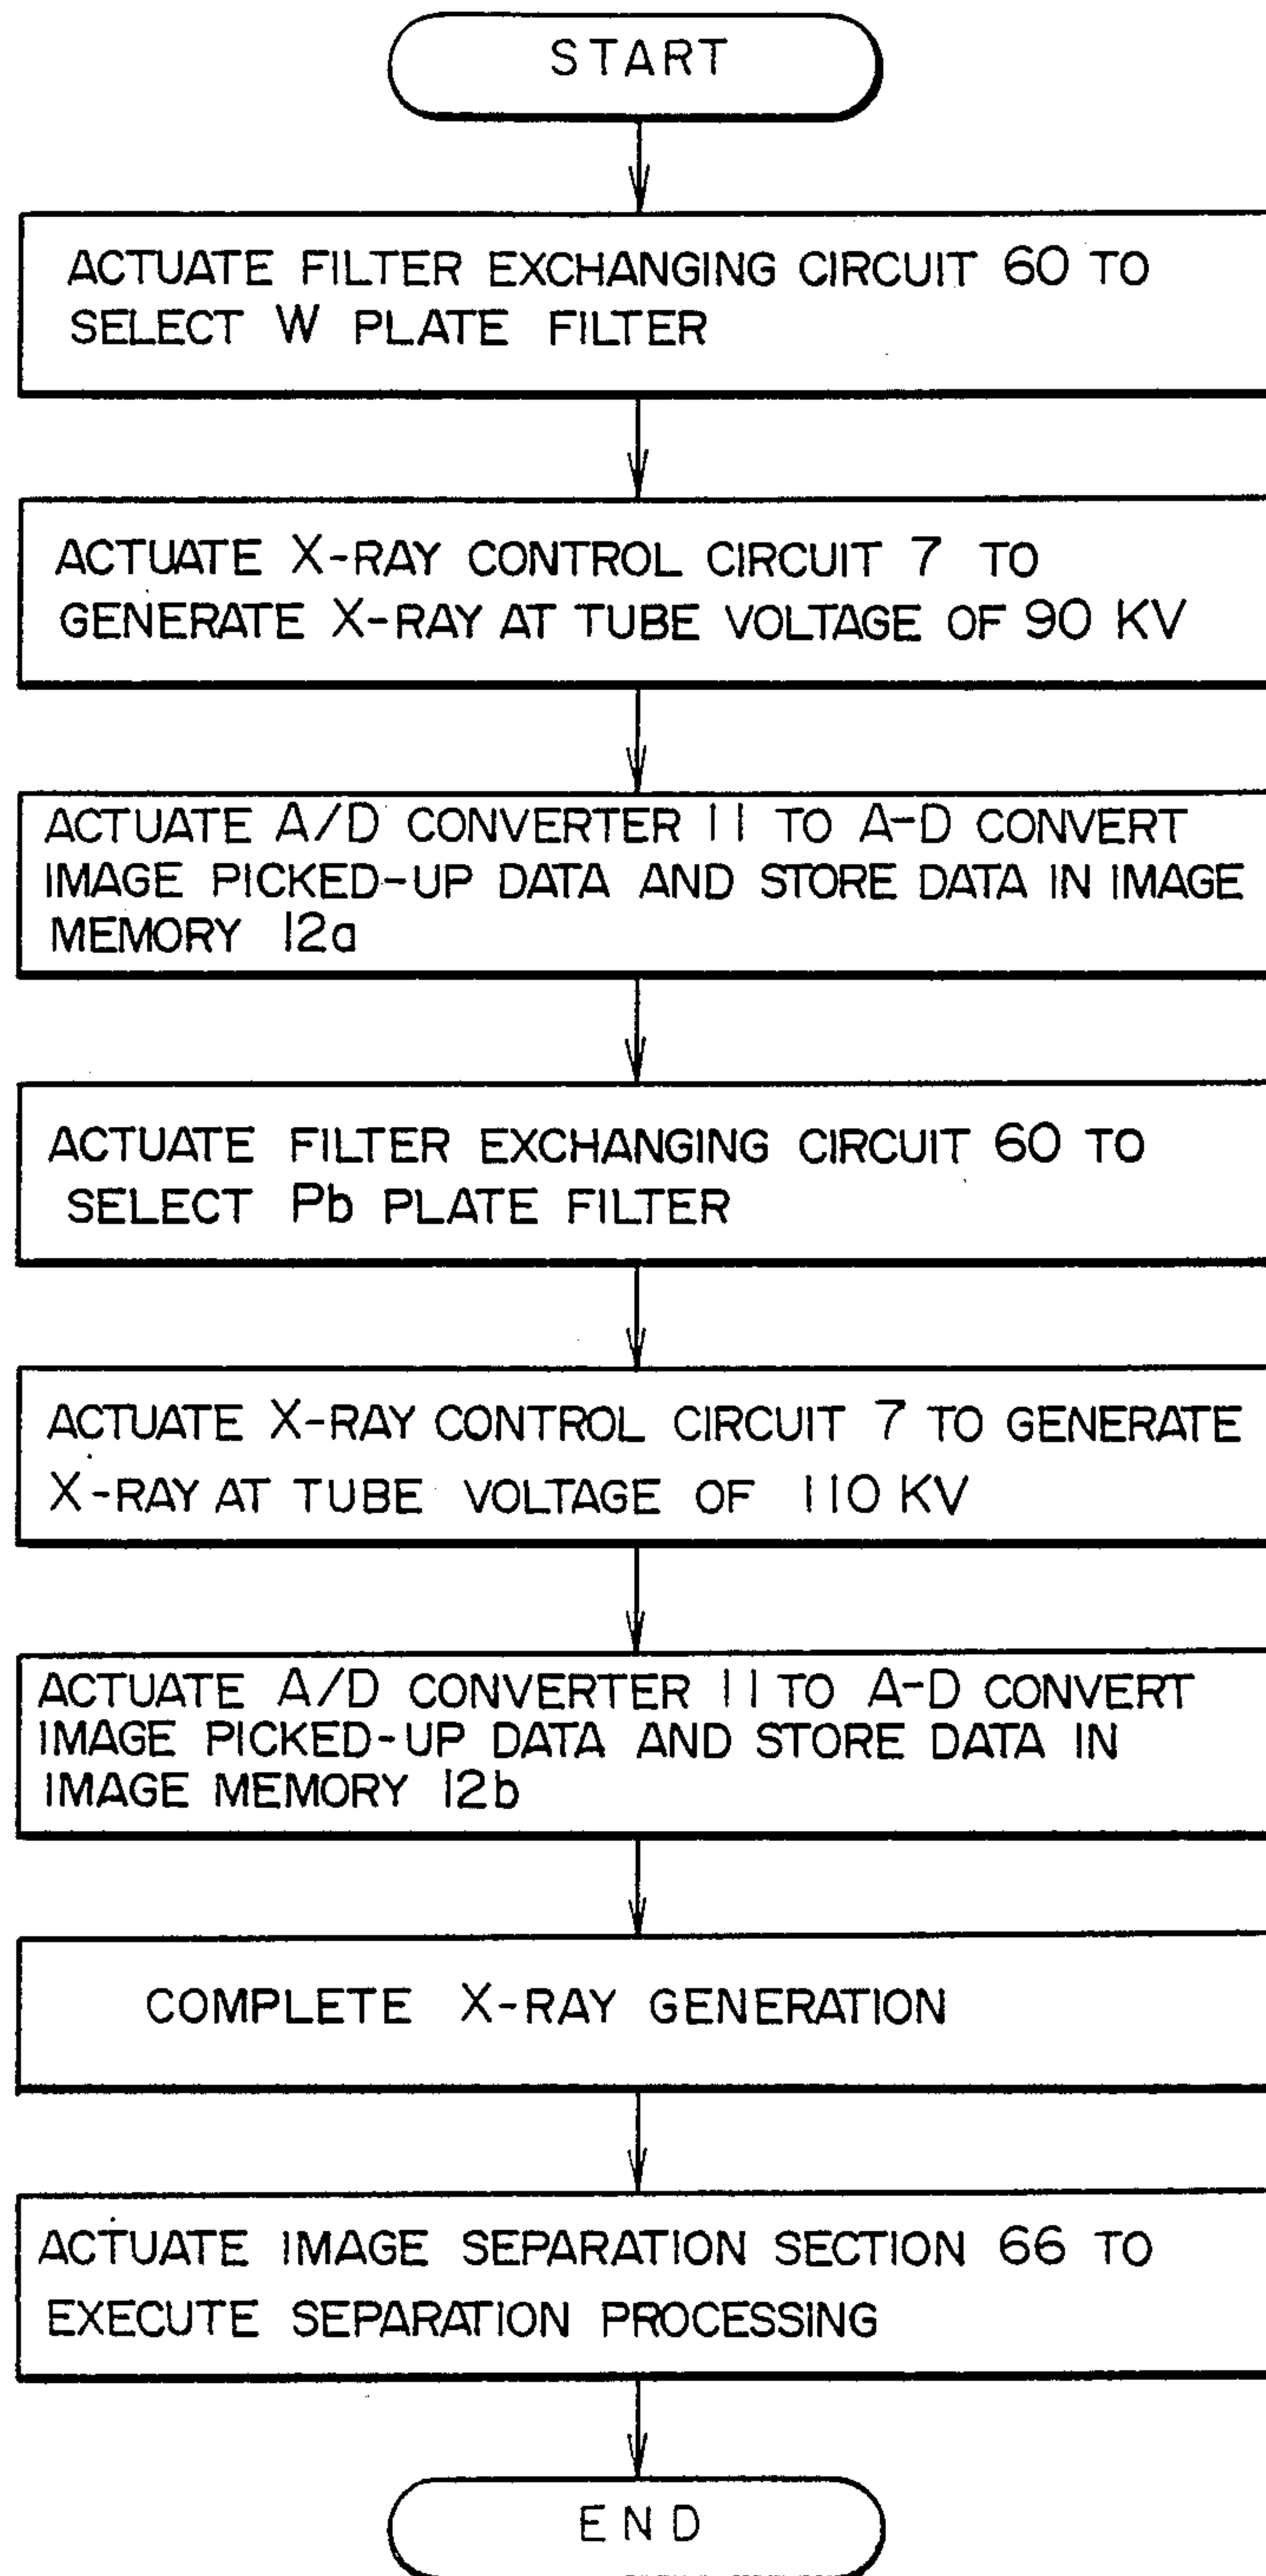 START
ACTUATE FILTER EXCHANGING CIRCUIT 60 TO
SELECT W PLATE FILTER
ACTUATE X-RAY CONTROL CIRCUIT 7 TO
GENERATE X-RAY AT TUBE VOLTAGE OF 90 KV
ACTUATE A/D CONVERTER 11 TO A-D CONVERT
IMAGE PICKED-UP DATA AND STORE DATA IN IMAGE
MEMORY 12a
ACTUATE FILTER EXCHANGING CIRCUIT 60 TO
SELECT Pb PLATE FILTER
ACTUATE X-RAY CONTROL CIRCUIT 7 TO GENERATE
X-RAY AT TUBE VOLTAGE OF 110 KV
ACTUATE A/D CONVERTER 11 TO A-D CONVERT
IMAGE PICKED-UP DATA AND STORE DATA IN
IMAGE MEMORY 12b
COMPLETE X-RAY GENERATION
ACTUATE IMAGE SEPARATION SECTION 66 TO
EXECUTE SEPARATION PROCESSING
END